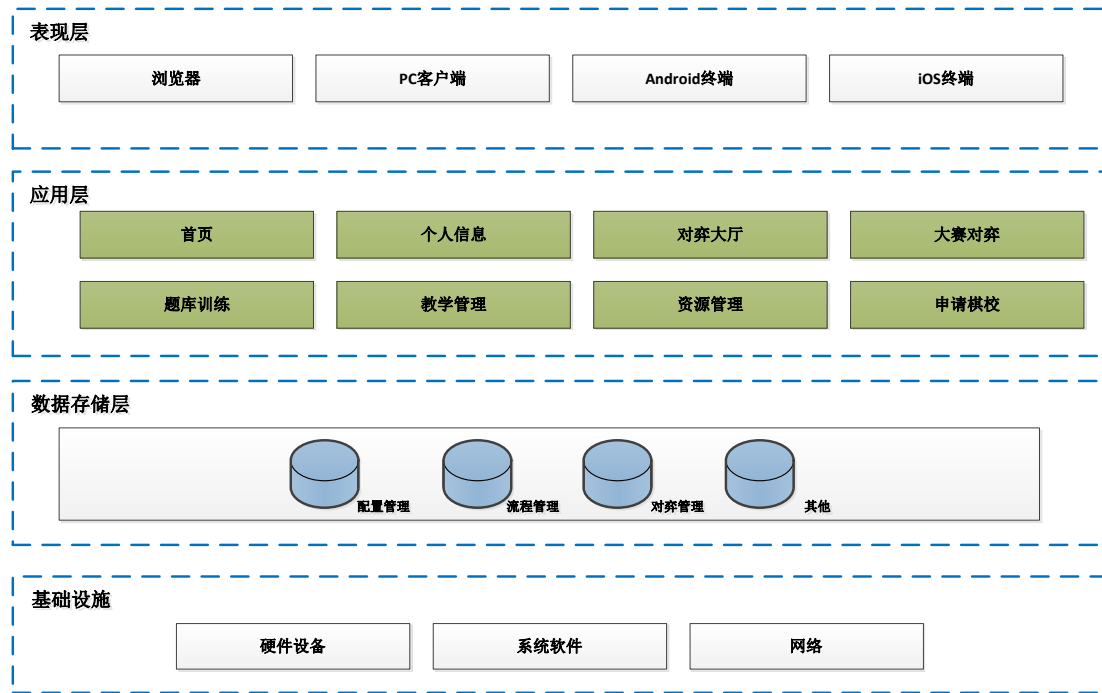 表现层
浏览器
PC客户端
Android终端
iOS终端
应用层
首页
个人信息
对弈大厅
大赛对弈
题库训练
教学管理
资源管理
申请棋校
数据存储层
配置管理
流程管理
对弈管理
其他
基础设施
硬件设备
系统软件
网络